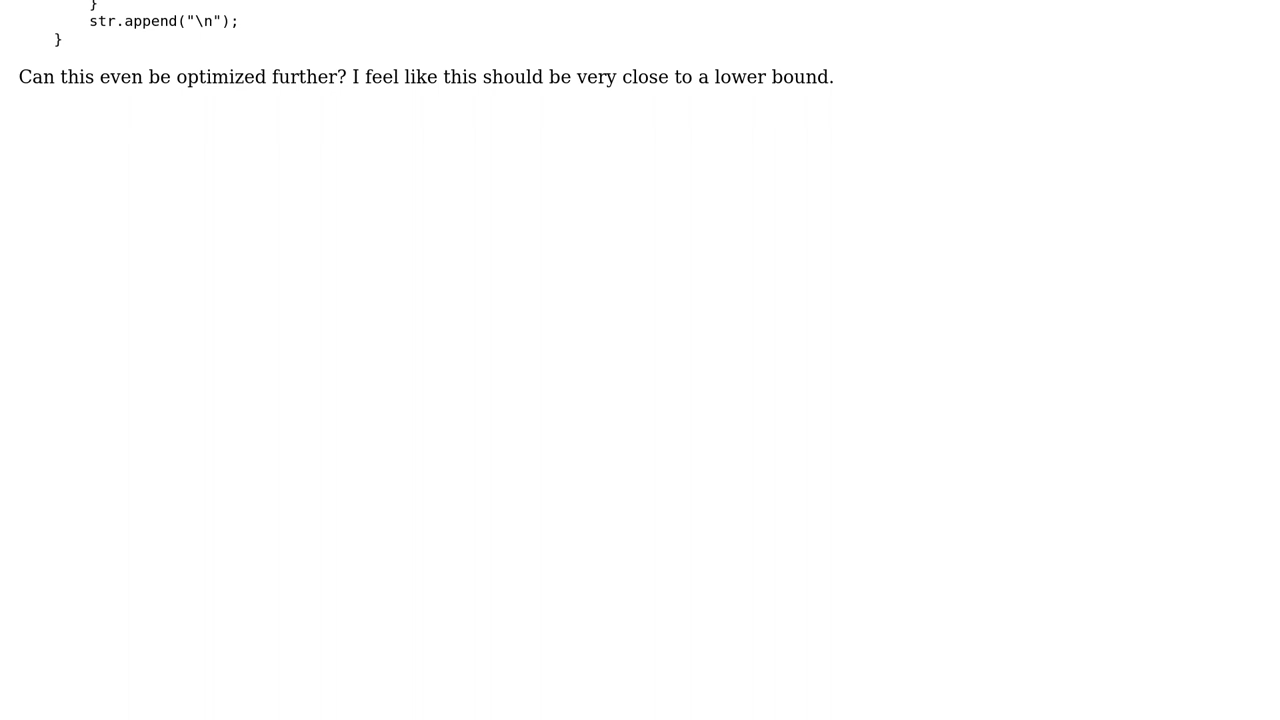 }
str.append("\n");
}
Can this even be optimized further? I feel like this should be very close to a lower bound.